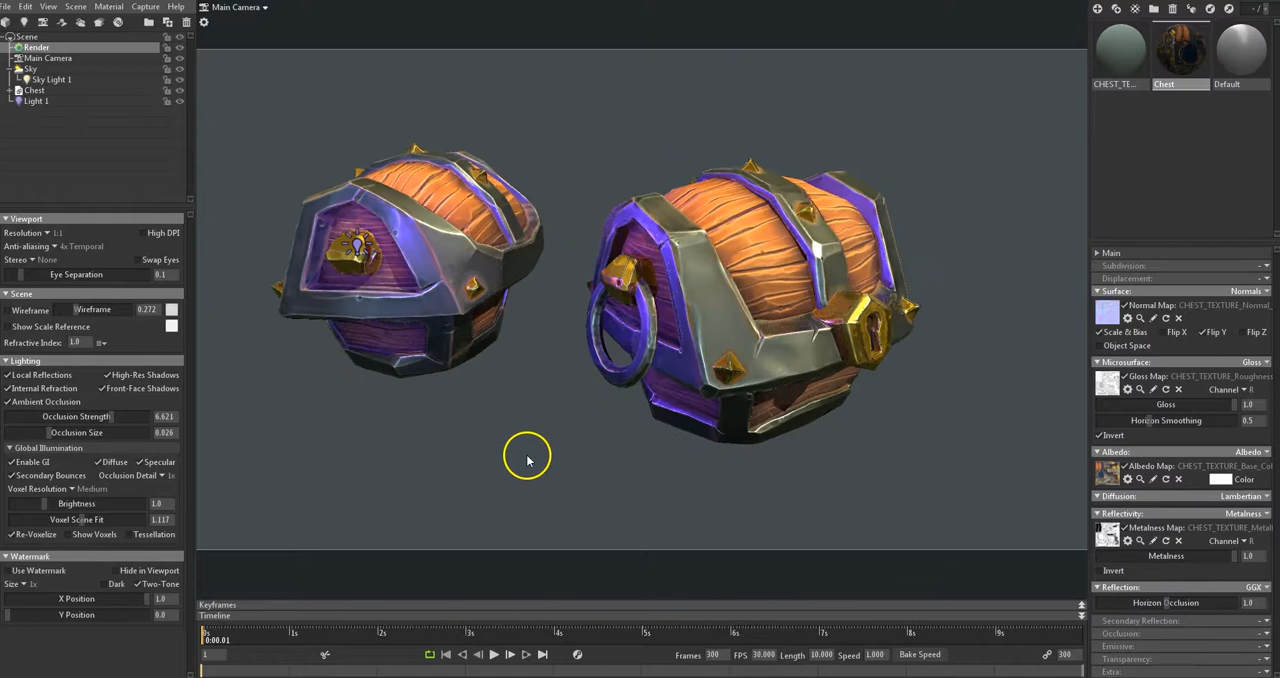 File Edit View Scene Material Capture Help
Main Camera
Scene
Render
Main Camera
Sky
Sky Light 1
Chest
Light 1
Viewport
Resolution 1:1 High DPI
Anti-aliasing 4x Temporal
Stereo None Swap Eyes
Eye Separation 0.1
Scene
Wireframe Wireframe 0.272
Show Scale Reference
Refractive Index: 1.0
Lighting
Local Reflections High-Res Shadows
Internal Refraction Front-Face Shadows
Ambient Occlusion
Occlusion Strength 6.621
Occlusion Size 0.026
Global Illumination
Enable GI Diffuse Specular
Secondary Bounces Occlusion Detail 1x
Voxel Resolution Medium
Brightness 1.0
Voxel Scene Fit 1.117
Re-Voxelize Show Voxels Tessellation
Watermark
Use Watermark Hide in Viewport
Size 1x Dark Two-Tone
X Position 1.0
Y Position 0.0
Keyframes
Timeline
0s 1s 2s 3s 4s 5s 6s 7s 8s 9s
0:00.01
1 Frames 300 FPS 30.000 Length 10.000 Speed 1.000 Bake Speed 300
- /
CHEST_TE... Chest Default
Main
Subdivision: -
Displacement: -
Surface: Normals
Normal Map: CHEST_TEXTURE_Normal_
Scale & Bias Flip X Flip Y Flip Z
Object Space
Microsurface: Gloss
Gloss Map: CHEST_TEXTURE_Roughness
Channel R
Gloss 1.0
Horizon Smoothing 0.5
Invert
Albedo: Albedo
Albedo Map: CHEST_TEXTURE_Base_Co
Color
Diffusion: Lambertian
Reflectivity: Metalness
Metalness Map: CHEST_TEXTURE_Metall
Channel R
Metalness 1.0
Invert
Reflection: GGX
Horizon Occlusion 1.0
Secondary Reflection: -
Occlusion: -
Emissive: -
Transparency: -
Extra: -